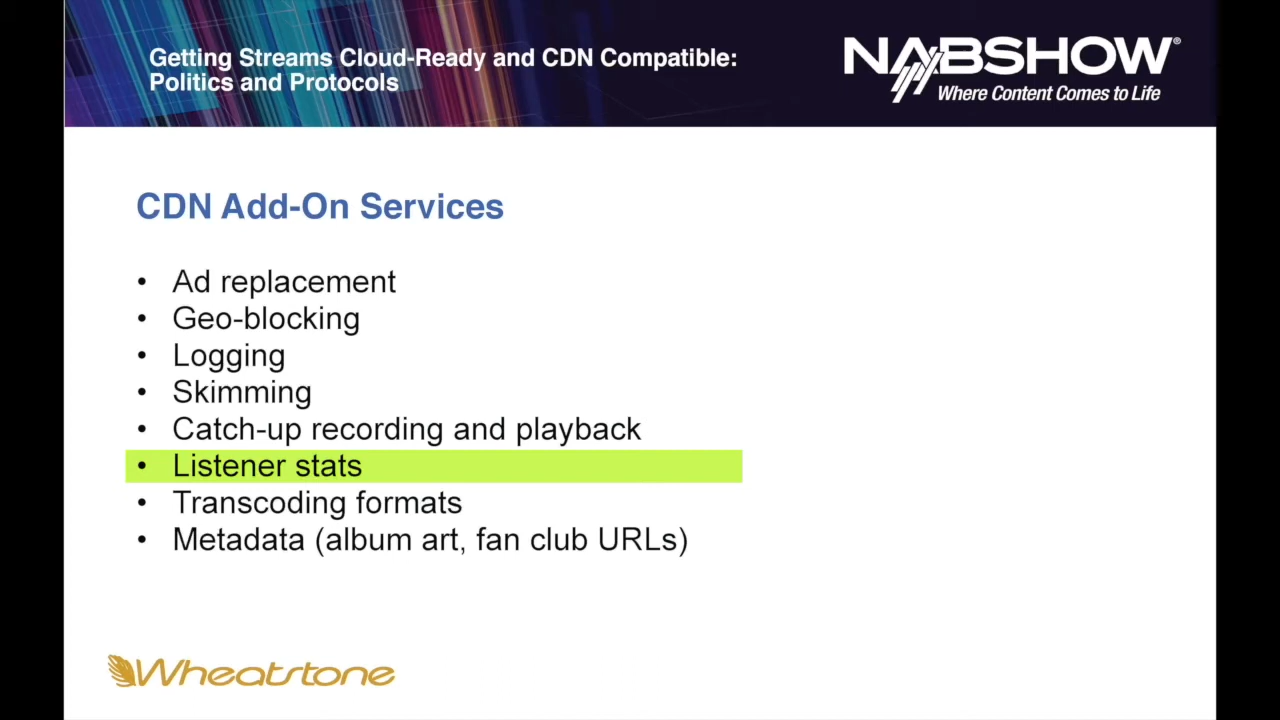 Getting Streams Cloud-Ready and CDN Compatible:
Politics and Protocols
NABSHOW®
Where Content Comes to Life
CDN Add-On Services
• Ad replacement
• Geo-blocking
• Logging
• Skimming
• Catch-up recording and playback
• Listener stats
• Transcoding formats
• Metadata (album art, fan club URLs)
Wheatstone